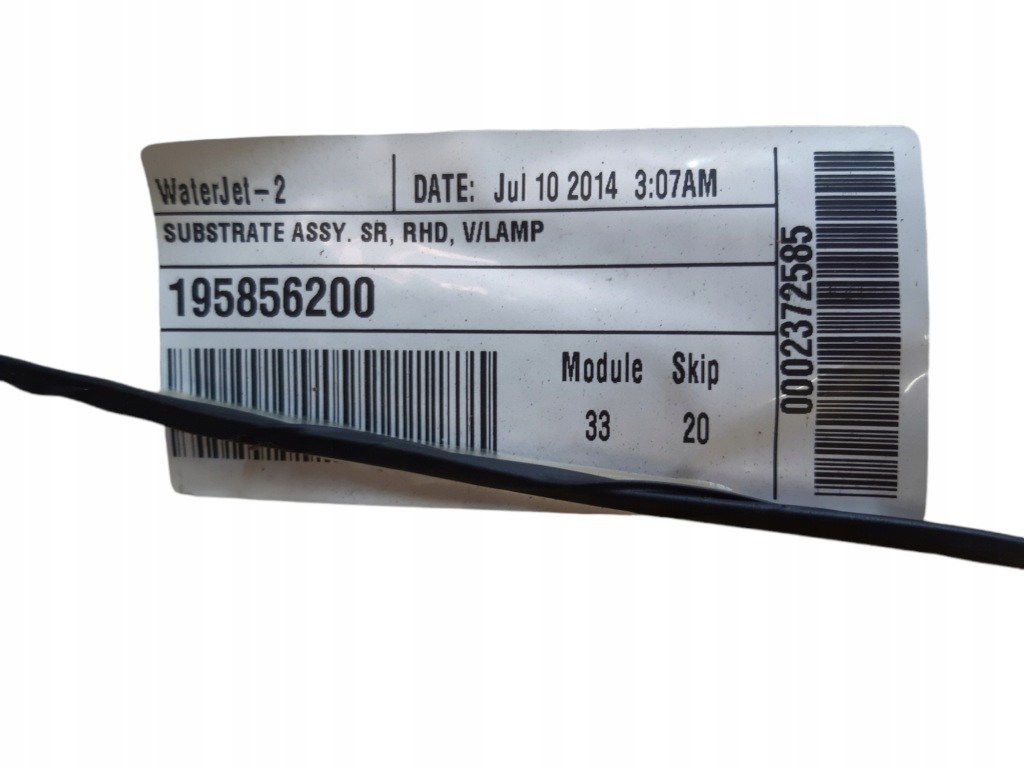 WaterJet-2
DATE: Jul 10 2014 3:07AM
SUBSTRATE ASSY. SR, RHD, V/LAMP
195856200
Module Skip
33 20
0002372585